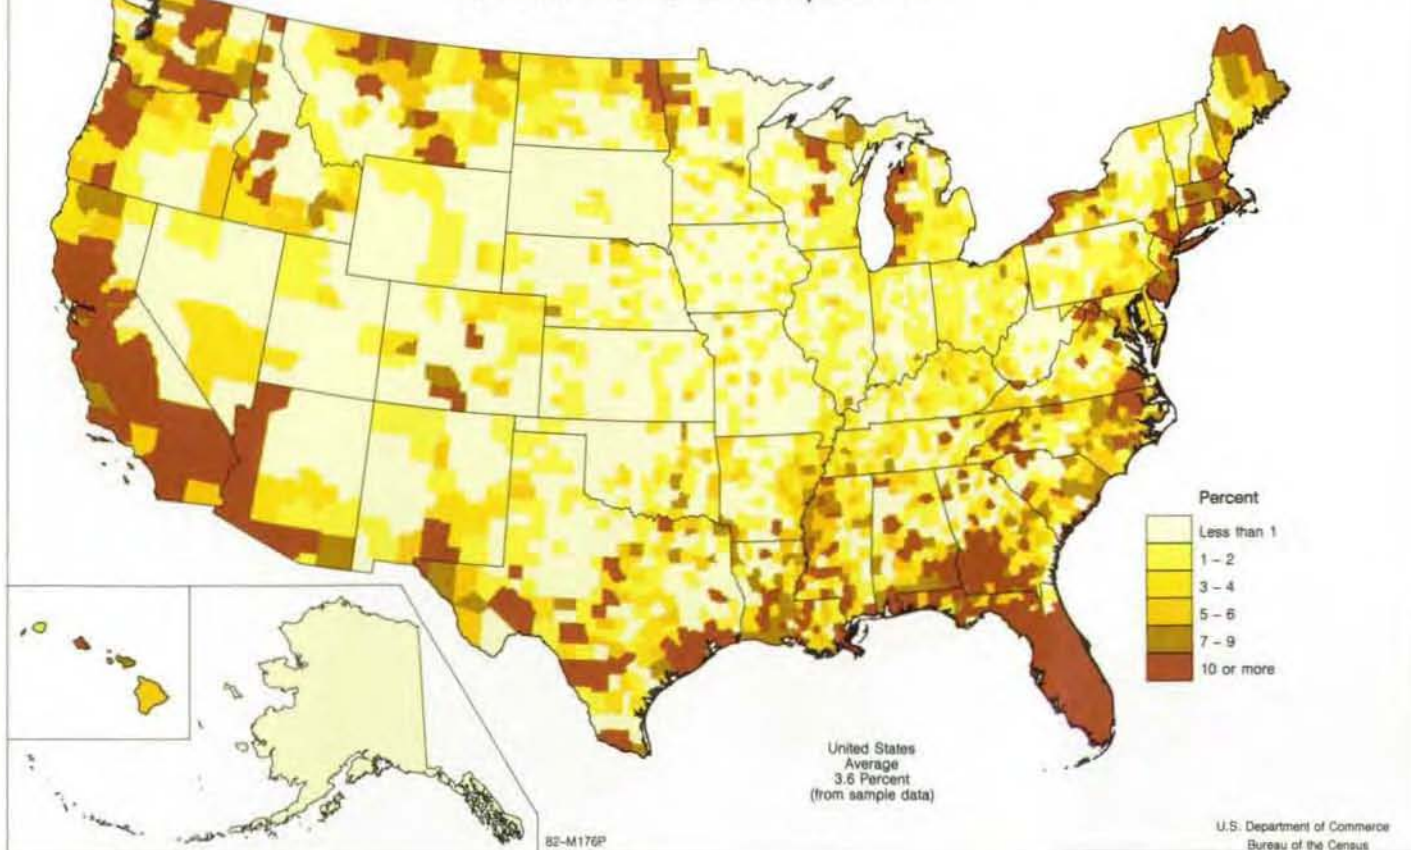 Percent
Less than 1
1 – 2
3 – 4
5 – 6
7 – 9
10 or more
United States
Average
3.6 Percent
(from sample data)
82-M176P
U.S. Department of Commerce
Bureau of the Census